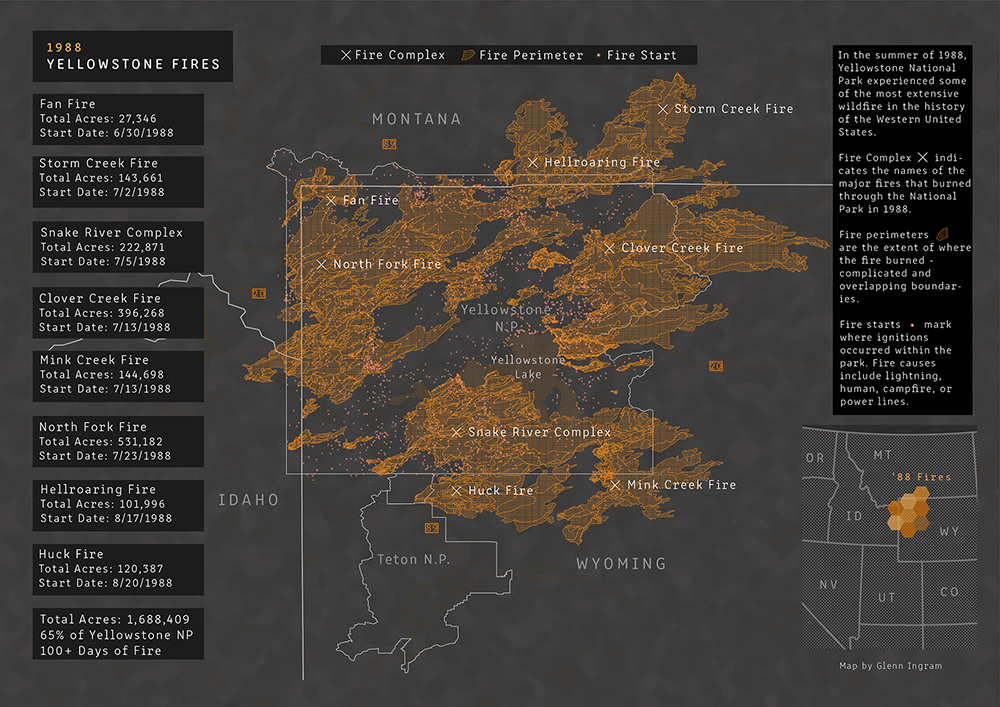 1988
YELLOWSTONE FIRES
Fire Complex Fire Perimeter Fire Start
Fan Fire
Total Acres: 27,346
Start Date: 6/30/1988
Storm Creek Fire
Total Acres: 143,661
Start Date: 7/2/1988
Snake River Complex
Total Acres: 222,871
Start Date: 7/5/1988
Clover Creek Fire
Total Acres: 396,268
Start Date: 7/13/1988
Mink Creek Fire
Total Acres: 144,698
Start Date: 7/13/1988
North Fork Fire
Total Acres: 531,182
Start Date: 7/23/1988
Hellroaring Fire
Total Acres: 101,996
Start Date: 8/17/1988
Huck Fire
Total Acres: 120,387
Start Date: 8/20/1988
Total Acres: 1,688,409
65% of Yellowstone NP
100+ Days of Fire
MONTANA
89
Storm Creek Fire
Hellroaring Fire
Fan Fire
Clover Creek Fire
North Fork Fire
20
Yellowstone
N.P.
Yellowstone
Lake
20
Snake River Complex
Mink Creek Fire
Huck Fire
IDAHO
89
Teton N.P.
WYOMING
In the summer of 1988,
Yellowstone National
Park experienced some
of the most extensive
wildfire in the history
of the Western United
States.
Fire Complex indi-
cates the names of the
major fires that burned
through the National
Park in 1988.
Fire perimeters
are the extent of where
the fire burned -
complicated and
overlapping boundar-
ies.
Fire starts mark
where ignitions
occurred within the
park. Fire causes
include lightning,
human, campfire, or
power lines.
OR
MT
'88 Fires
ID
WY
NV
UT
CO
Map by Glenn Ingram